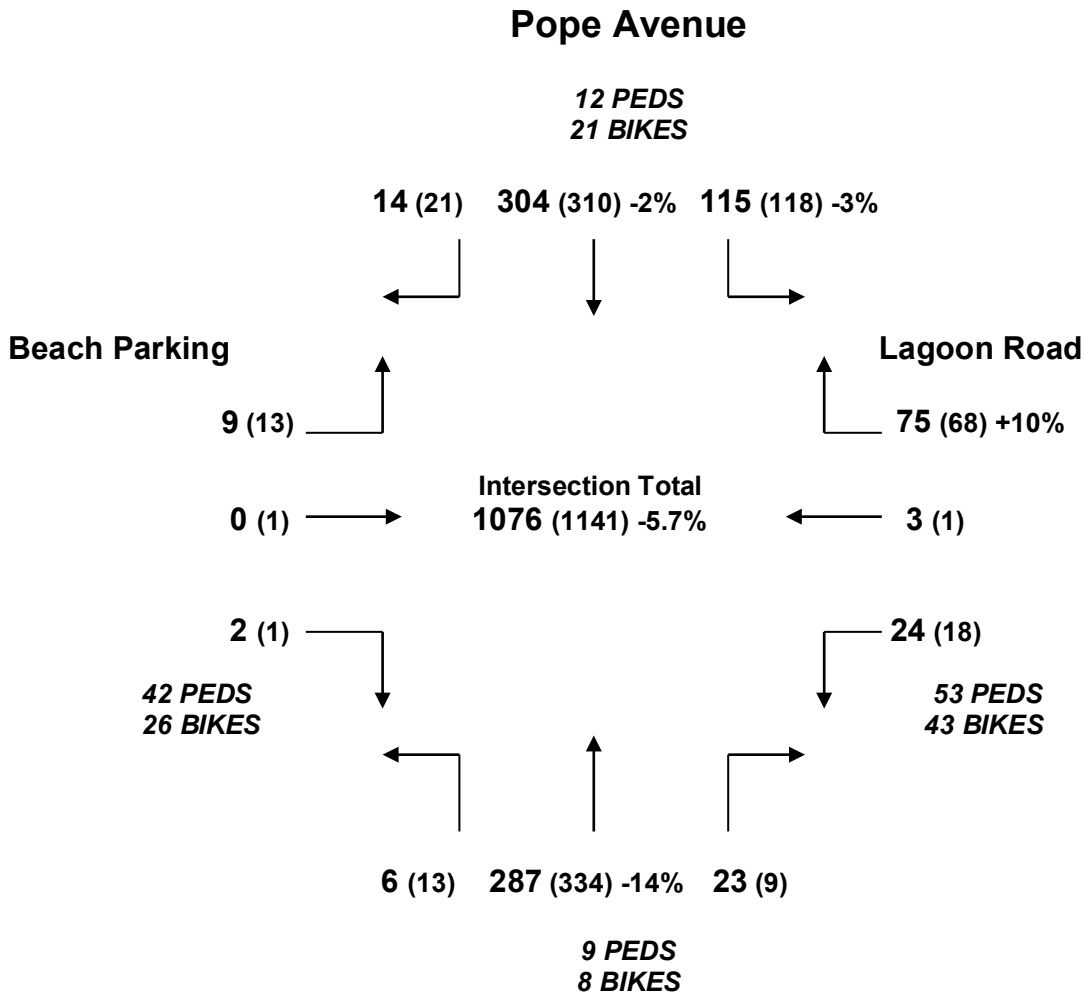 Pope Avenue
12 PEDS
21 BIKES
14 (21) 304 (310) -2% 115 (118) -3%
Beach Parking Lagoon Road
9 (13) 75 (68) +10%
Intersection Total
0 (1) 1076 (1141) -5.7% 3 (1)
2 (1) 24 (18)
42 PEDS 53 PEDS
26 BIKES 43 BIKES
6 (13) 287 (334) -14% 23 (9)
9 PEDS
8 BIKES